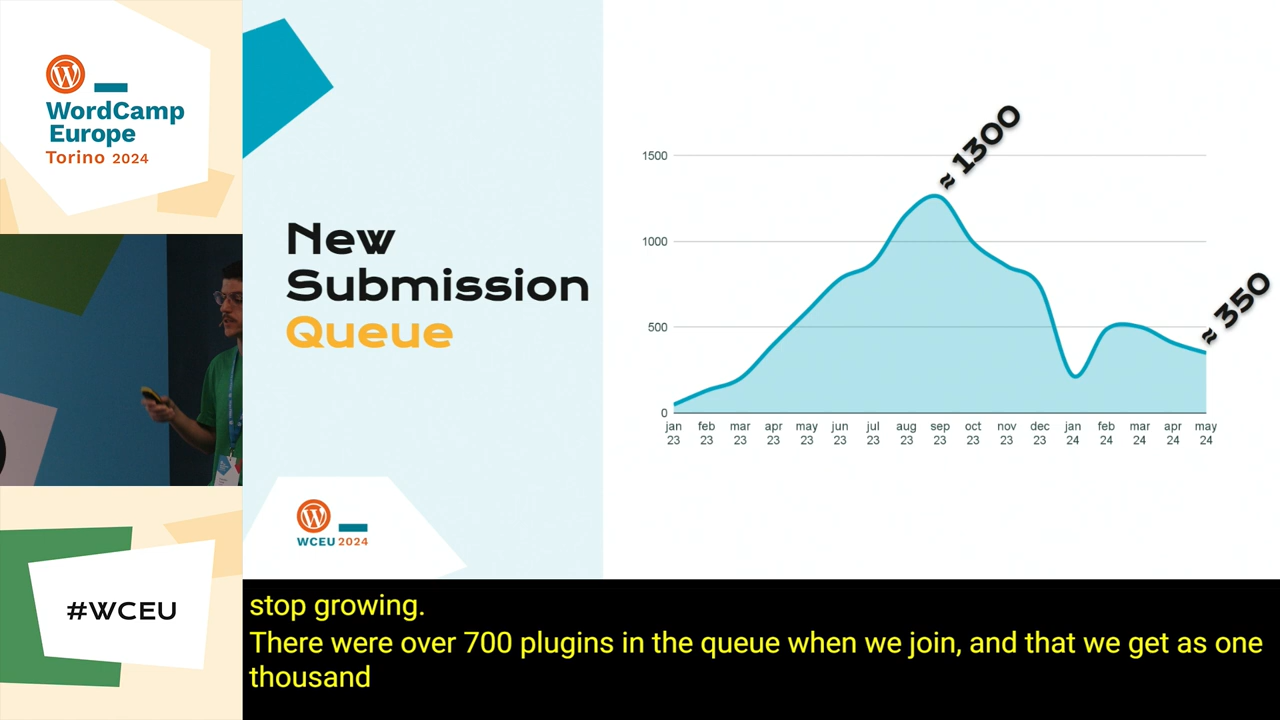 WordCamp
Europe
Torino 2024
#WCEU
New
Submission
Queue
WCEU 2024
≈ 1300
≈ 350
1500
1000
500
0
jan feb mar apr may jun jul aug sep oct nov dec jan feb mar apr may
23 23 23 23 23 23 23 23 23 23 23 23 24 24 24 24 24
stop growing.
There were over 700 plugins in the queue when we join, and that we get as one
thousand